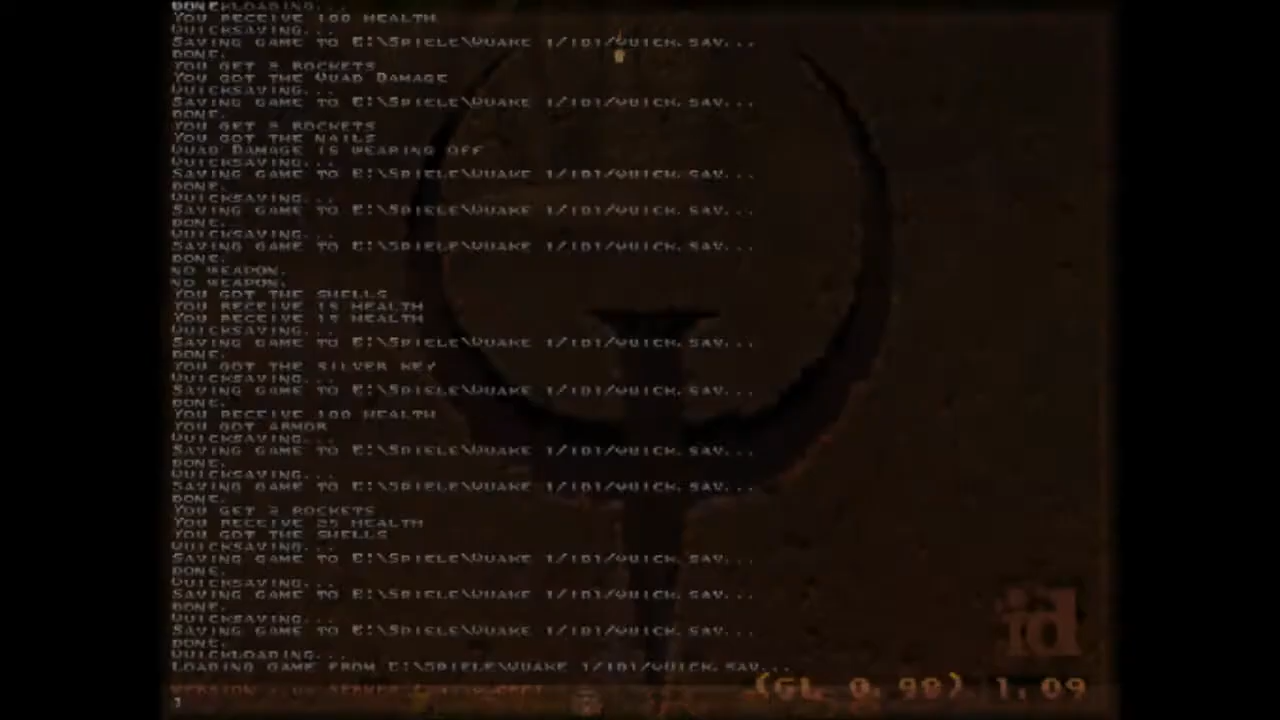 YOU RECEIVE 100 HEALTH
QUICKSAVING...
SAVING GAME TO E:\SPIELE\QUAKE 1/ID1/QUICK.SAV...
DONE.
YOU GET 5 ROCKETS
YOU GOT THE QUAD DAMAGE
QUICKSAVING...
SAVING GAME TO E:\SPIELE\QUAKE 1/ID1/QUICK.SAV...
DONE.
YOU GET 5 ROCKETS
YOU GOT THE NAILS
QUAD DAMAGE IS WEARING OFF
QUICKSAVING...
SAVING GAME TO E:\SPIELE\QUAKE 1/ID1/QUICK.SAV...
DONE.
QUICKSAVING...
SAVING GAME TO E:\SPIELE\QUAKE 1/ID1/QUICK.SAV...
DONE.
QUICKSAVING...
SAVING GAME TO E:\SPIELE\QUAKE 1/ID1/QUICK.SAV...
DONE.
NO WEAPON.
NO WEAPON.
YOU GOT THE SHELLS
YOU RECEIVE 15 HEALTH
YOU RECEIVE 15 HEALTH
QUICKSAVING...
SAVING GAME TO E:\SPIELE\QUAKE 1/ID1/QUICK.SAV...
DONE.
YOU GOT THE SILVER KEY
QUICKSAVING...
SAVING GAME TO E:\SPIELE\QUAKE 1/ID1/QUICK.SAV...
DONE.
YOU RECEIVE 100 HEALTH
YOU GOT ARMOR
QUICKSAVING...
SAVING GAME TO E:\SPIELE\QUAKE 1/ID1/QUICK.SAV...
DONE.
QUICKSAVING...
SAVING GAME TO E:\SPIELE\QUAKE 1/ID1/QUICK.SAV...
DONE.
YOU GET ROCKETS
YOU RECEIVE 25 HEALTH
YOU GOT THE SHELLS
QUICKSAVING...
SAVING GAME TO E:\SPIELE\QUAKE 1/ID1/QUICK.SAV...
DONE.
QUICKSAVING...
SAVING GAME TO E:\SPIELE\QUAKE 1/ID1/QUICK.SAV...
DONE.
QUICKSAVING...
SAVING GAME TO E:\SPIELE\QUAKE 1/ID1/QUICK.SAV...
DONE.
QUICKLOADING...
LOADING GAME FROM E:\SPIELE\QUAKE 1/ID1/QUICK.SAV...
id
(GL 0.98) 1.09
]